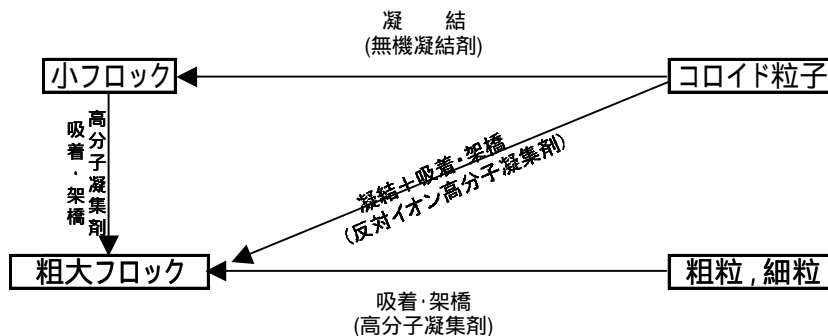 凝　結
(無機凝結剤)
小フロック
コロイド粒子
高分子凝集剤
吸着・架橋
凝結＋吸着・架橋
(反対イオン高分子凝集剤)
粗大フロック
粗粒，細粒
吸着・架橋
(高分子凝集剤)